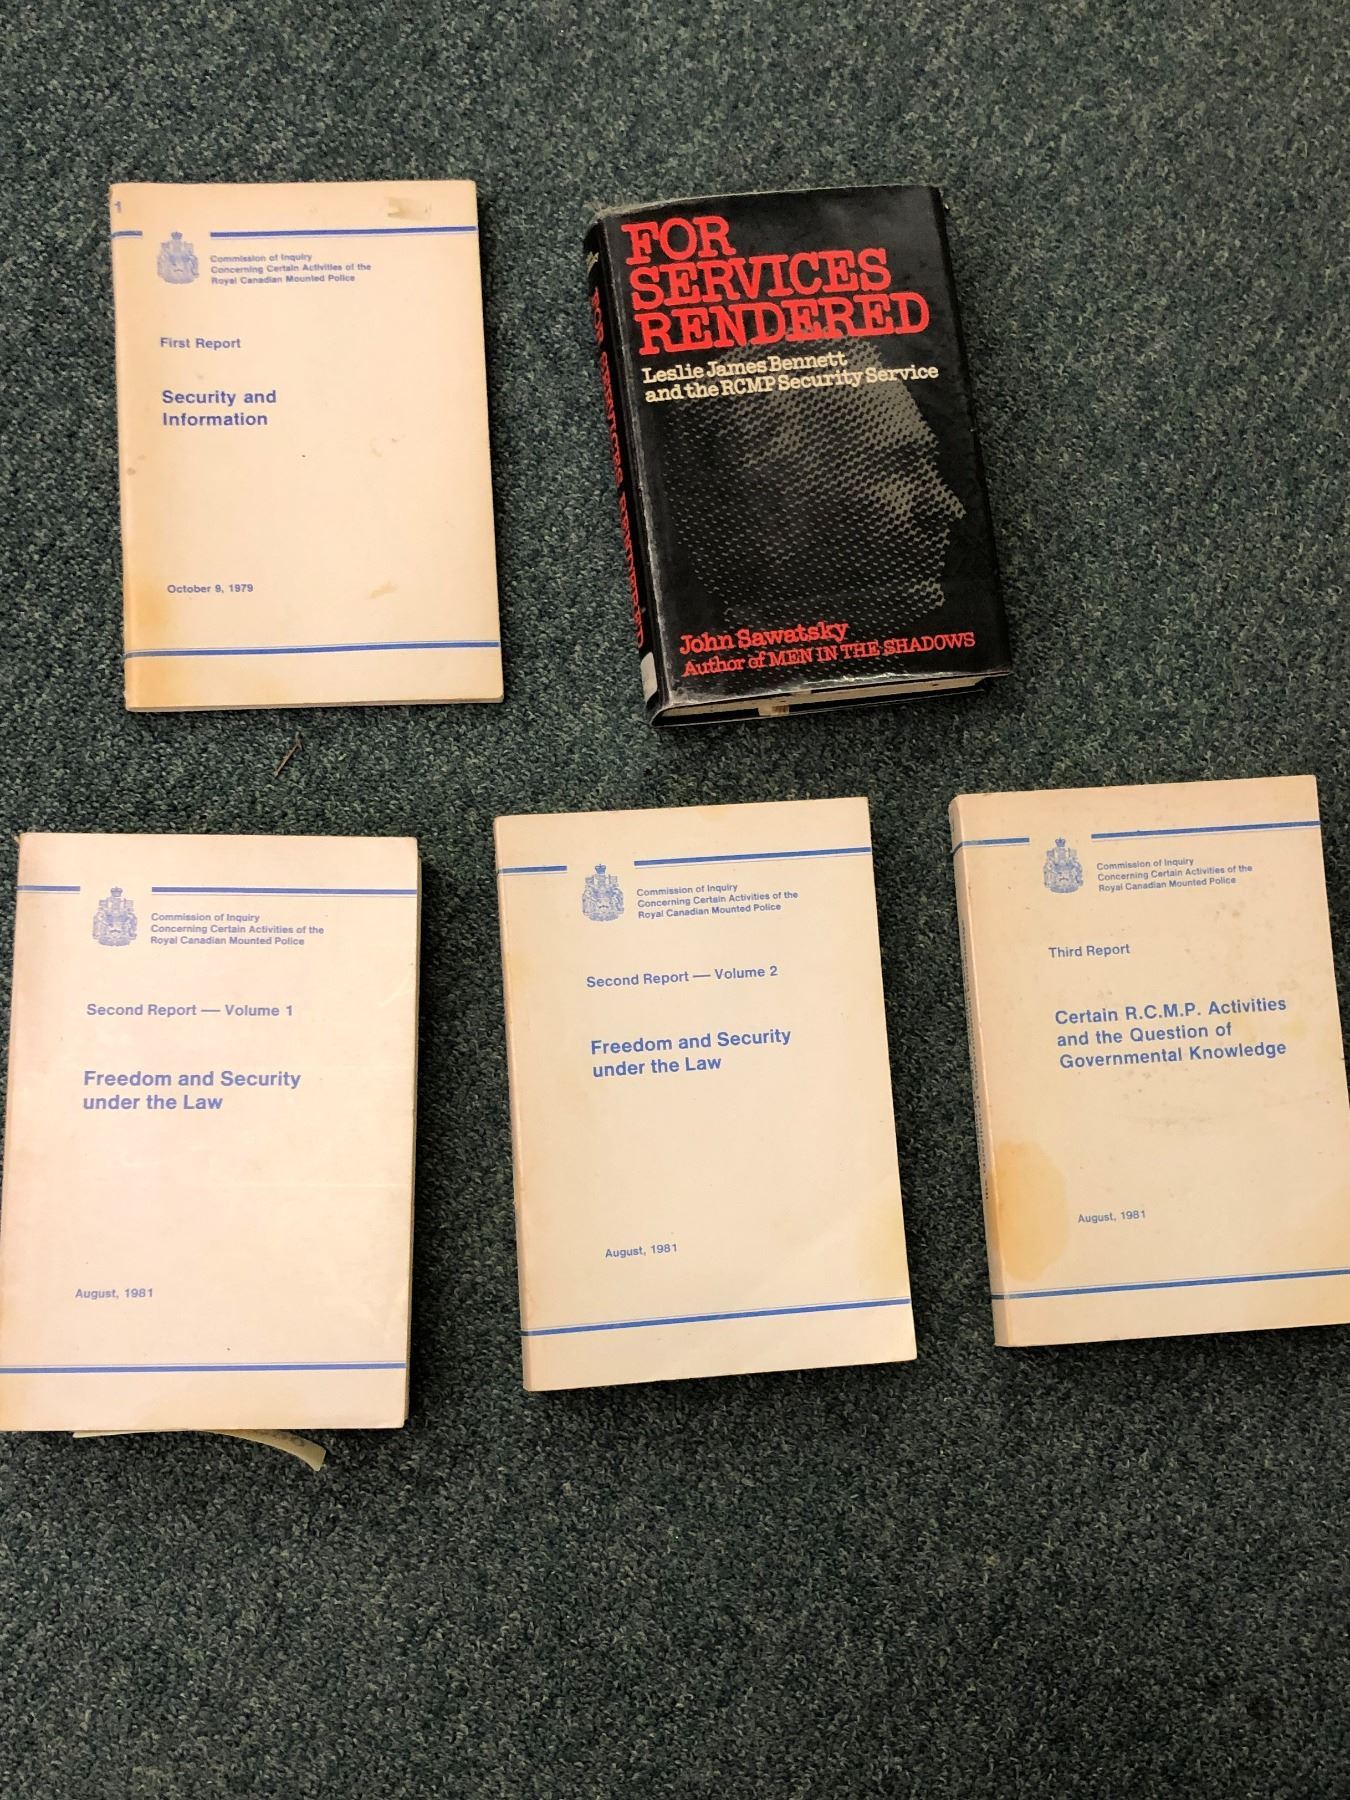 1
Commission of Inquiry
Concerning Certain Activities of the
Royal Canadian Mounted Police
First Report
Security and
Information
October 9, 1979
FOR
SERVICES
RENDERED
Leslie James Bennett
and the RCMP Security Service
John Sawatsky
Author of MEN IN THE SHADOWS
FOR SERVICES RENDERED
Commission of Inquiry
Concerning Certain Activities of the
Royal Canadian Mounted Police
Second Report — Volume 1
Freedom and Security
under the Law
August, 1981
Commission of Inquiry
Concerning Certain Activities of the
Royal Canadian Mounted Police
Second Report — Volume 2
Freedom and Security
under the Law
August, 1981
Commission of Inquiry
Concerning Certain Activities of the
Royal Canadian Mounted Police
Third Report
Certain R.C.M.P. Activities
and the Question of
Governmental Knowledge
August, 1981